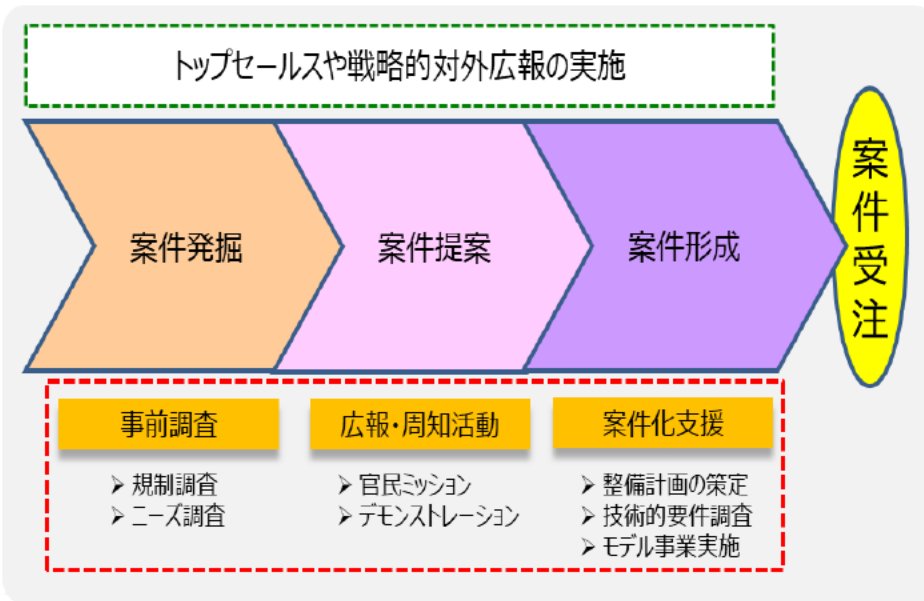 トップセールスや戦略的対外広報の実施
案件発掘
案件提案
案件形成
案件受注
事前調査
➢ 規制調査
➢ ニーズ調査
広報・周知活動
➢ 官民ミッション
➢ デモンストレーション
案件化支援
➢ 整備計画の策定
➢ 技術的要件調査
➢ モデル事業実施